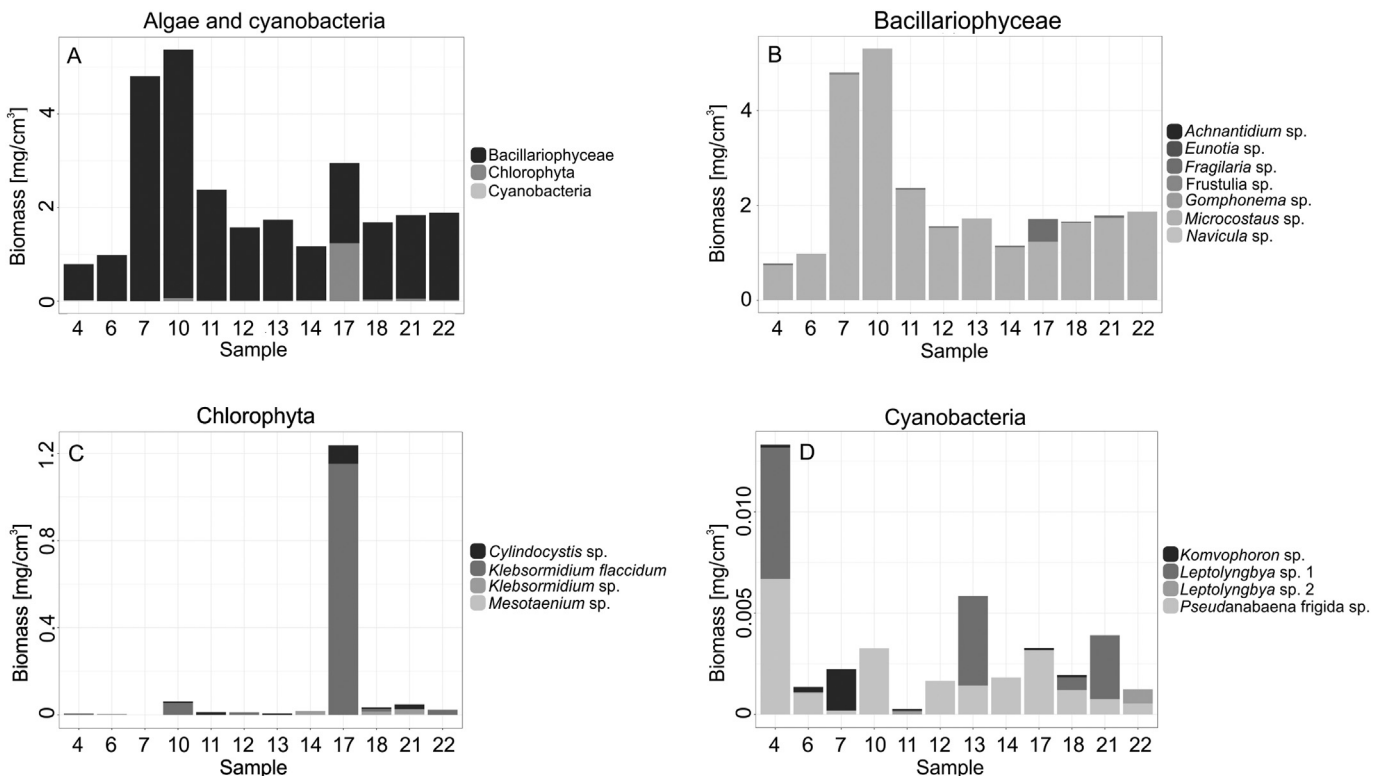 Algae and cyanobacteria
A
Biomass [mg/cm³]
4
2
0
4 6 7 10 11 12 13 14 17 18 21 22
Sample
Bacillariophyceae
Chlorophyta
Cyanobacteria
Bacillariophyceae
B
Biomass [mg/cm³]
4
2
0
4 6 7 10 11 12 13 14 17 18 21 22
Sample
Achnantidium sp.
Eunotia sp.
Fragilaria sp.
Frustulia sp.
Gomphonema sp.
Microcostaus sp.
Navicula sp.
Chlorophyta
C
Biomass [mg/cm³]
1.2
0.8
0.4
0
4 6 7 10 11 12 13 14 17 18 21 22
Sample
Cylindocystis sp.
Klebsormidium flaccidum
Klebsormidium sp.
Mesotaenium sp.
Cyanobacteria
D
Biomass [mg/cm³]
0.010
0.005
0
4 6 7 10 11 12 13 14 17 18 21 22
Sample
Komvophoron sp.
Leptolyngbya sp. 1
Leptolyngbya sp. 2
Pseudanabaena frigida sp.